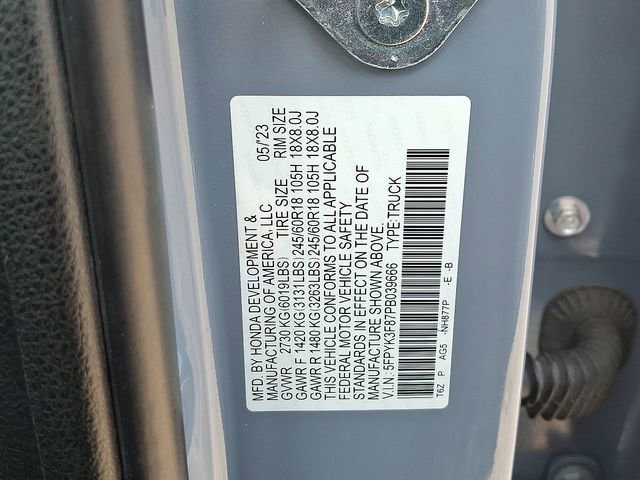 MFD. BY HONDA DEVELOPMENT &
MANUFACTURING OF AMERICA, LLC 05/'23
GVWR 2730 KG (6019LBS) TIRE SIZE RIM SIZE
GAWR F 1420 KG (3131LBS) 245/60R18 105H 18X8.0J
GAWR R 1480 KG (3263LBS) 245/60R18 105H 18X8.0J
THIS VEHICLE CONFORMS TO ALL APPLICABLE
FEDERAL MOTOR VEHICLE SAFETY
STANDARDS IN EFFECT ON THE DATE OF
MANUFACTURE SHOWN ABOVE.
V.I.N.: 5FPYK3F87PB039666 TYPE:TRUCK
T6Z P AG5 -NH877P -E -B